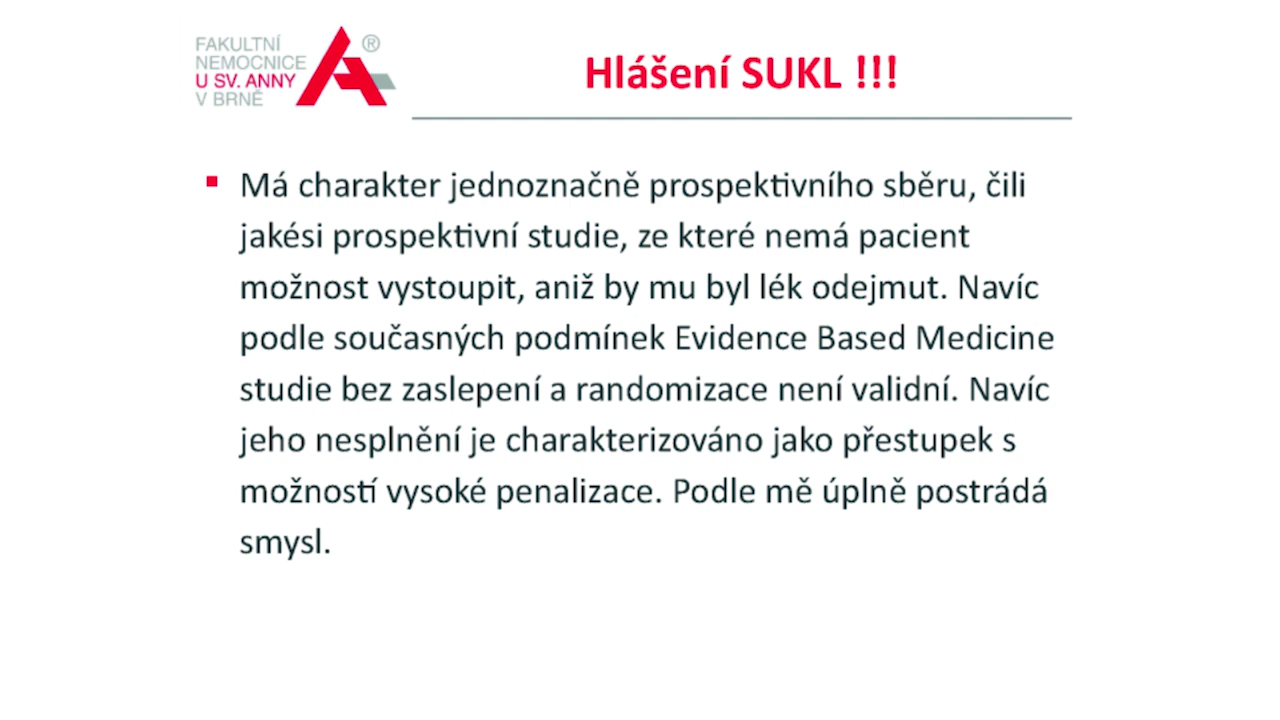 FAKULTNÍ
NEMOCNICE
U SV. ANNY
V BRNĚ
®
Hlášení SUKL !!!
Má charakter jednoznačně prospektivního sběru, čili
jakési prospektivní studie, ze které nemá pacient
možnost vystoupit, aniž by mu byl lék odejmut. Navíc
podle současných podmínek Evidence Based Medicine
studie bez zaslepení a randomizace není validní. Navíc
jeho nesplnění je charakterizováno jako přestupek s
možností vysoké penalizace. Podle mě úplně postrádá
smysl.